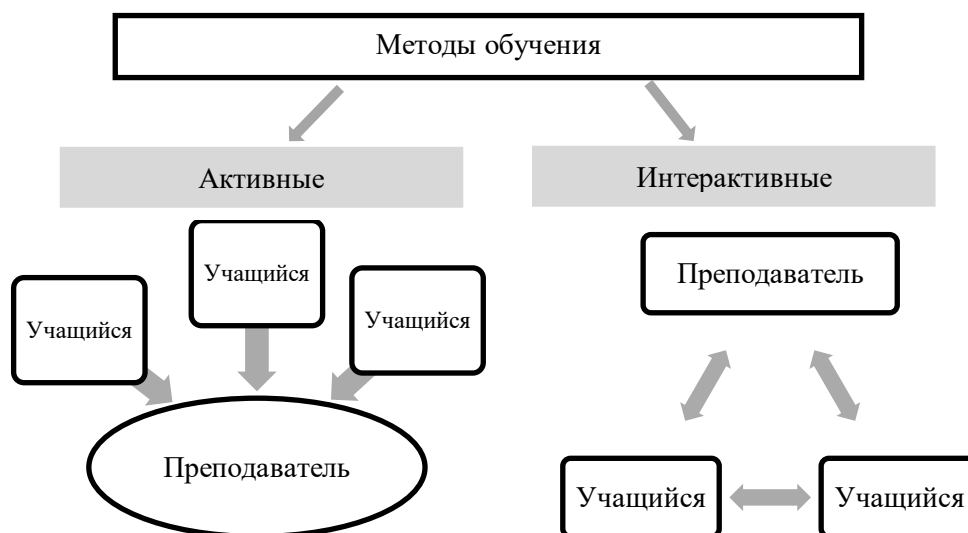 Методы обучения
Активные
Интерактивные
Учащийся
Учащийся
Учащийся
Преподаватель
Преподаватель
Учащийся
Учащийся